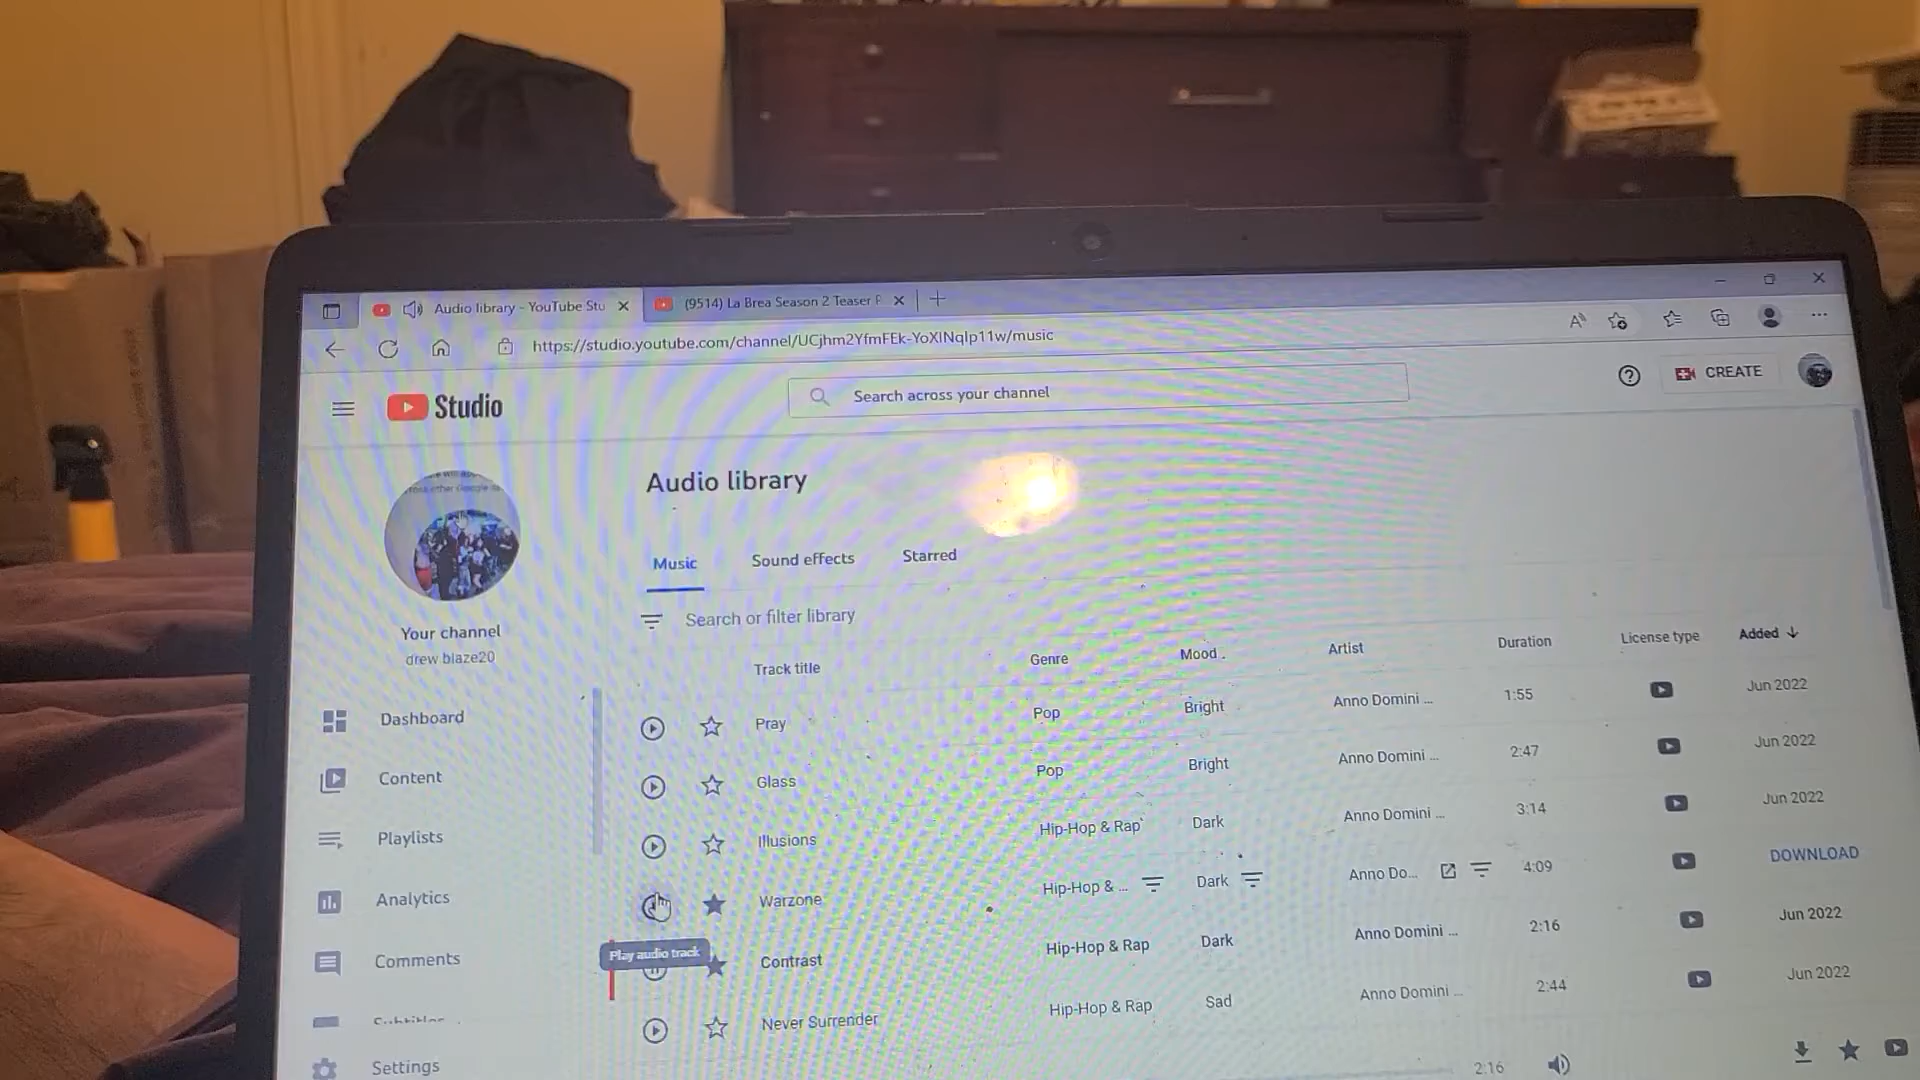 Audio library - YouTube Stu
(9514) La Brea Season 2 Teaser F
https://studio.youtube.com/channel/UCjhm2YfmFEk-YoXlNqlp11w/music
Studio
Search across your channel
CREATE
Audio library
Music Sound effects Starred
Search or filter library
Your channel
drew blaze20
Dashboard
Content
Playlists
Analytics
Comments
Settings
Track title Genre Mood Artist Duration License type Added
Pray Pop Bright Anno Domini ... 1:55 Jun 2022
Glass Pop Bright Anno Domini ... 2:47 Jun 2022
Illusions Hip-Hop & Rap Dark Anno Domini ... 3:14 Jun 2022
Warzone Hip-Hop & ... Dark Anno Do... 4:09 DOWNLOAD
Play audio track
Contrast Hip-Hop & Rap Dark Anno Domini ... 2:16 Jun 2022
Never Surrender Hip-Hop & Rap Sad Anno Domini ... 2:44 Jun 2022
2:16